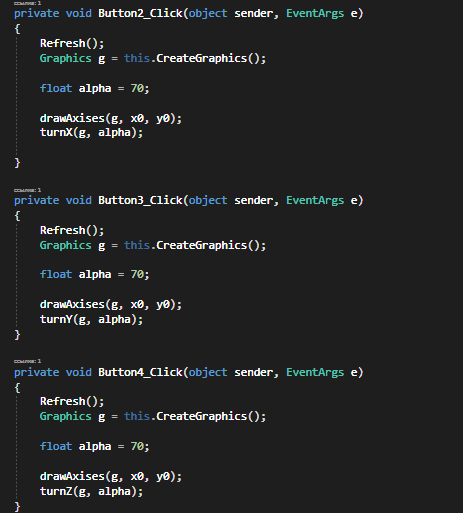 private void Button2_Click(object sender, EventArgs e)
{
Refresh();
Graphics g = this.CreateGraphics();
float alpha = 70;
drawAxises(g, x0, y0);
turnX(g, alpha);
}
private void Button3_Click(object sender, EventArgs e)
{
Refresh();
Graphics g = this.CreateGraphics();
float alpha = 70;
drawAxises(g, x0, y0);
turnY(g, alpha);
}
private void Button4_Click(object sender, EventArgs e)
{
Refresh();
Graphics g = this.CreateGraphics();
float alpha = 70;
drawAxises(g, x0, y0);
turnZ(g, alpha);
}